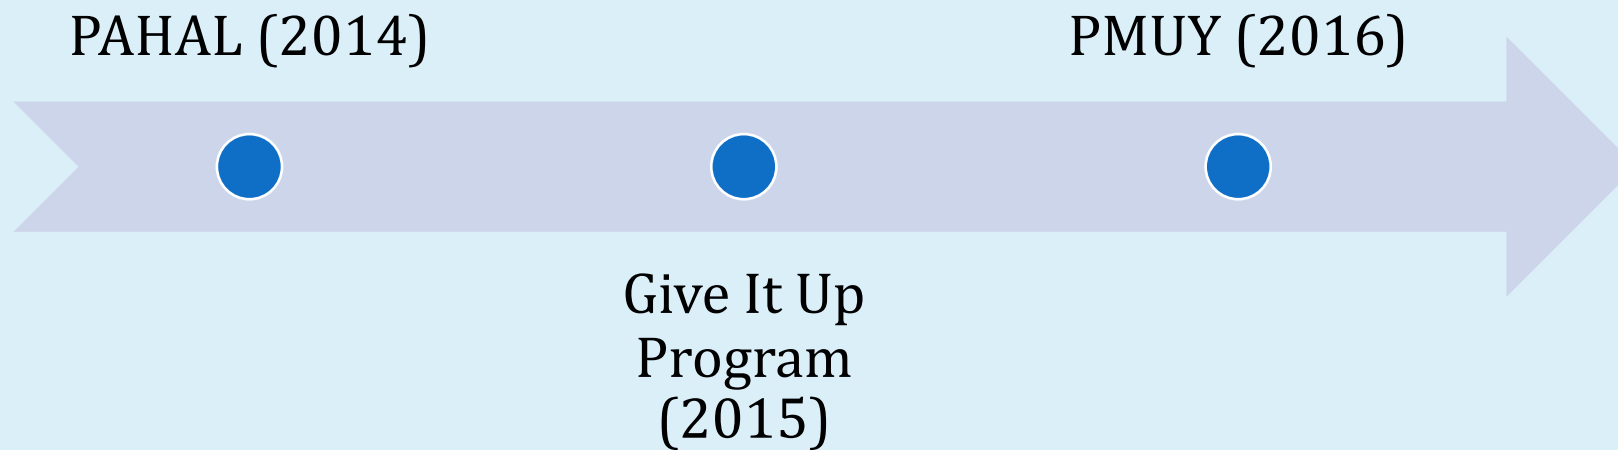 PAHAL (2014)
PMUY (2016)
Give It Up
Program
(2015)